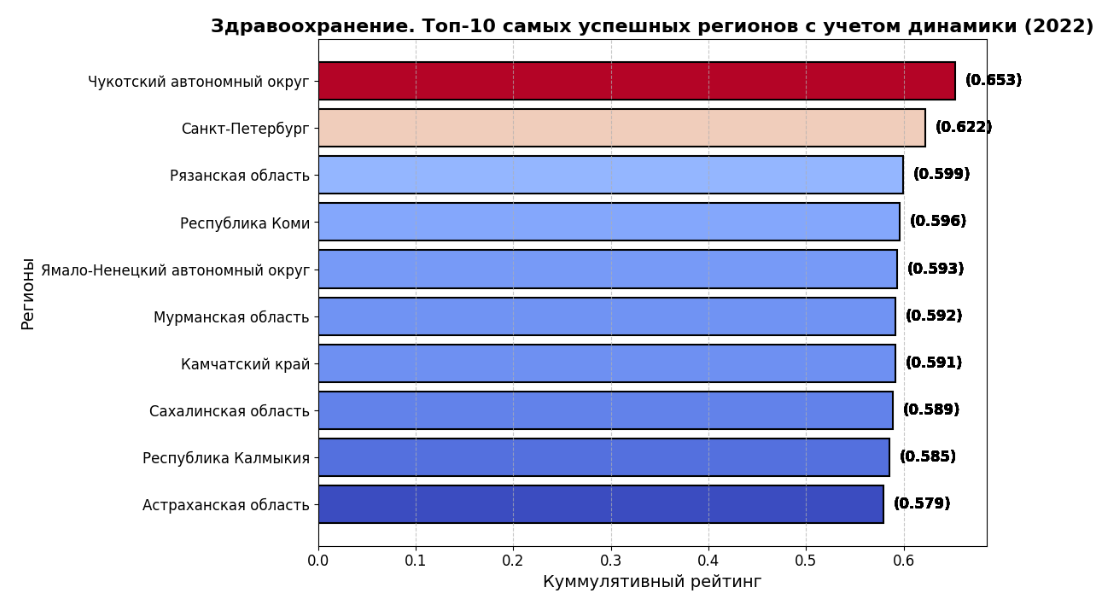 Здравоохранение. Топ-10 самых успешных регионов с учетом динамики (2022)
Чукотский автономный округ (0.653)
Санкт-Петербург (0.622)
Рязанская область (0.599)
Республика Коми (0.596)
Ямало-Ненецкий автономный округ (0.593)
Мурманская область (0.592)
Камчатский край (0.591)
Сахалинская область (0.589)
Республика Калмыкия (0.585)
Астраханская область (0.579)
Регионы
0.0 0.1 0.2 0.3 0.4 0.5 0.6
Куммулятивный рейтинг